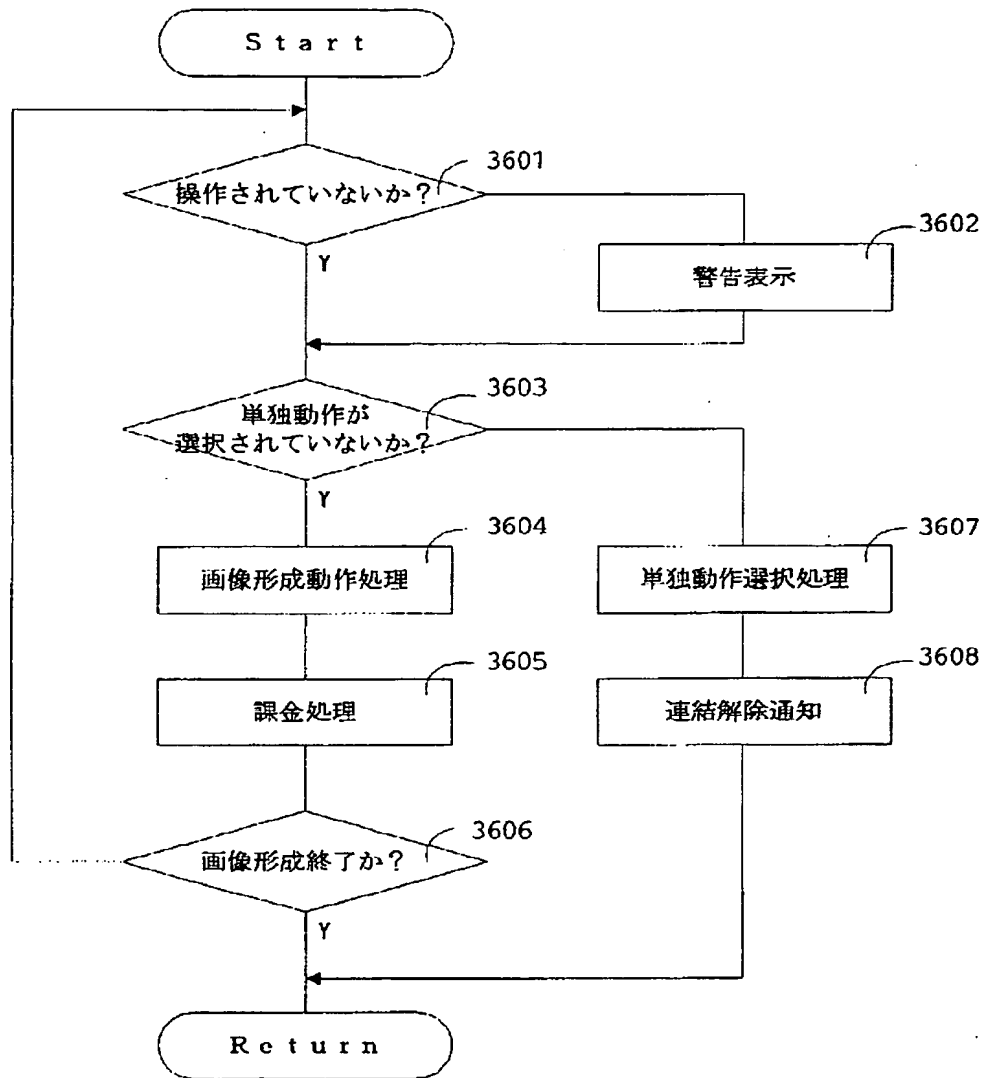 Start
3601
操作されていないか？
Y
3602
警告表示
3603
単独動作が
選択されていないか？
Y
3604
画像形成動作処理
3607
単独動作選択処理
3605
課金処理
3608
連結解除通知
3606
画像形成終了か？
Y
Return